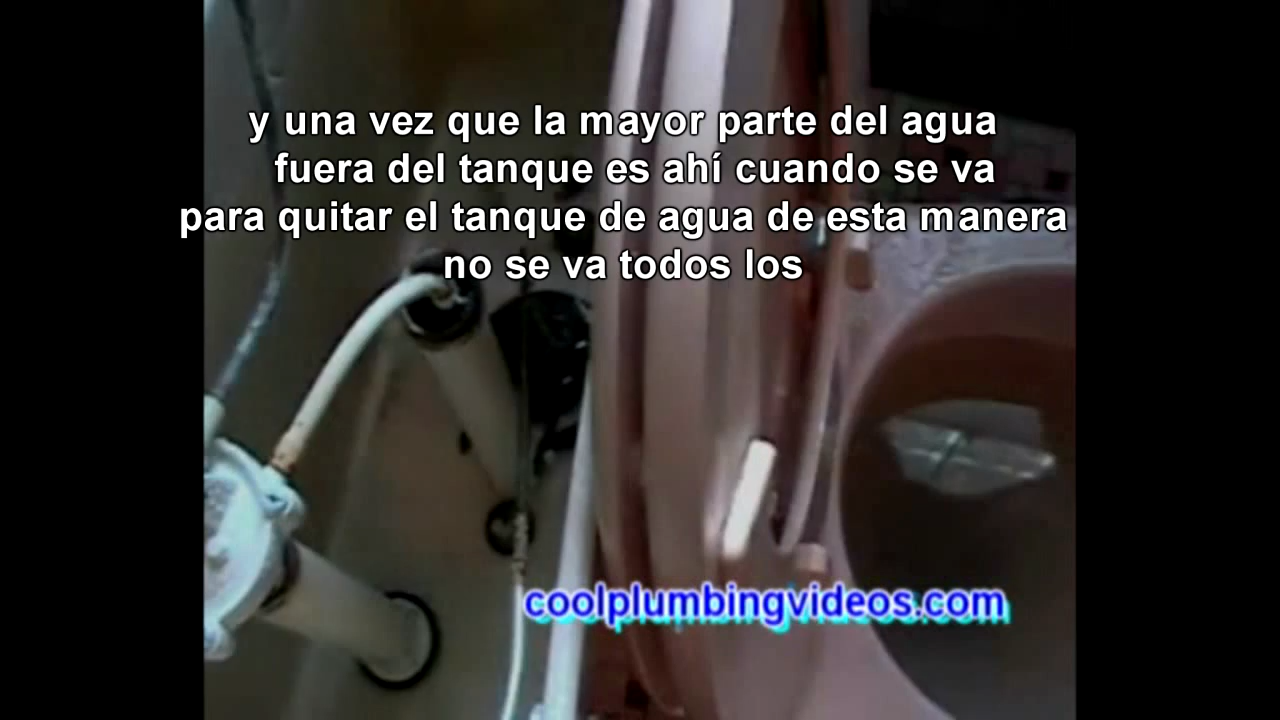 y una vez que la mayor parte del agua
fuera del tanque es ahí cuando se va
para quitar el tanque de agua de esta manera
no se va todos los
coolplumbingvideos.com